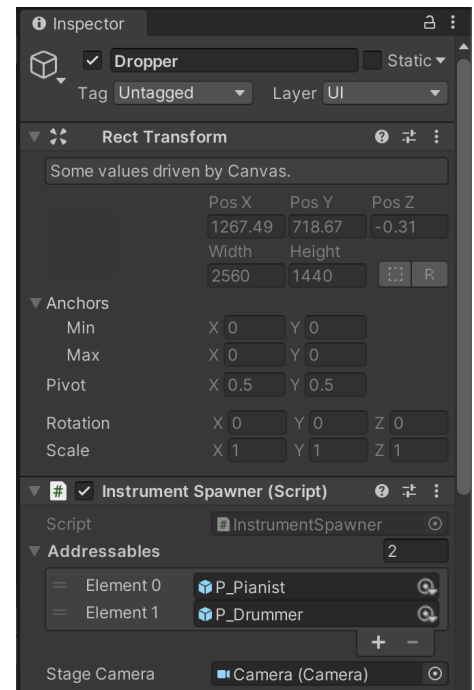 Inspector
Dropper Static
Tag Untagged Layer UI
Rect Transform
Some values driven by Canvas.
Pos X Pos Y Pos Z
1267.49 718.67 -0.31
Width Height
2560 1440 R
Anchors
Min X 0 Y 0
Max X 0 Y 0
Pivot X 0.5 Y 0.5
Rotation X 0 Y 0 Z 0
Scale X 1 Y 1 Z 1
# Instrument Spawner (Script)
Script # InstrumentSpawner
Addressables 2
Element 0 P_Pianist
Element 1 P_Drummer
+ -
Stage Camera Camera (Camera)